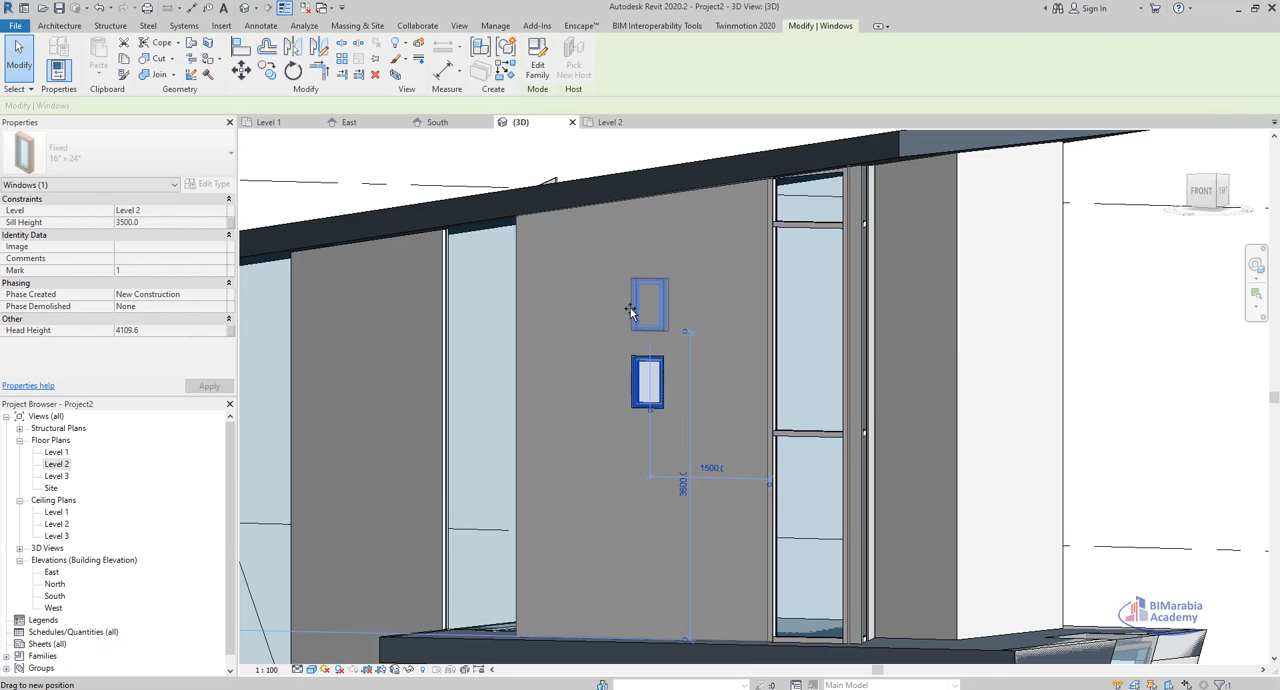 Autodesk Revit 2020.2 - Project2 - 3D View: {3D}
Sign In
File
Architecture
Structure
Steel
Systems
Insert
Annotate
Analyze
Massing & Site
Collaborate
View
Manage
Add-Ins
Enscape™
BIM Interoperability Tools
Twinmotion 2020
Modify | Windows
Modify
Paste
Cope
Cut
Join
Edit
Family
Pick
New Host
Select
Properties
Clipboard
Geometry
Modify
View
Measure
Create
Mode
Host
Modify | Windows
Properties
Level 1
East
South
{3D}
Level 2
Fixed
16" x 24"
Windows (1)
Edit Type
Constraints
Level
Level 2
Sill Height
3500.0
Identity Data
Image
Comments
Mark
1
Phasing
Phase Created
New Construction
Phase Demolished
None
Other
Head Height
4109.6
Properties help
Apply
Project Browser - Project2
Views (all)
Structural Plans
Floor Plans
Level 1
Level 2
Level 3
Site
Ceiling Plans
Level 1
Level 2
Level 3
3D Views
Elevations (Building Elevation)
East
North
South
West
Legends
Schedules/Quantities (all)
Sheets (all)
Families
Groups
FRONT
1500.0
3600.0
BIMarabia
Academy
1 : 100
Drag to new position
:0
Main Model
:1